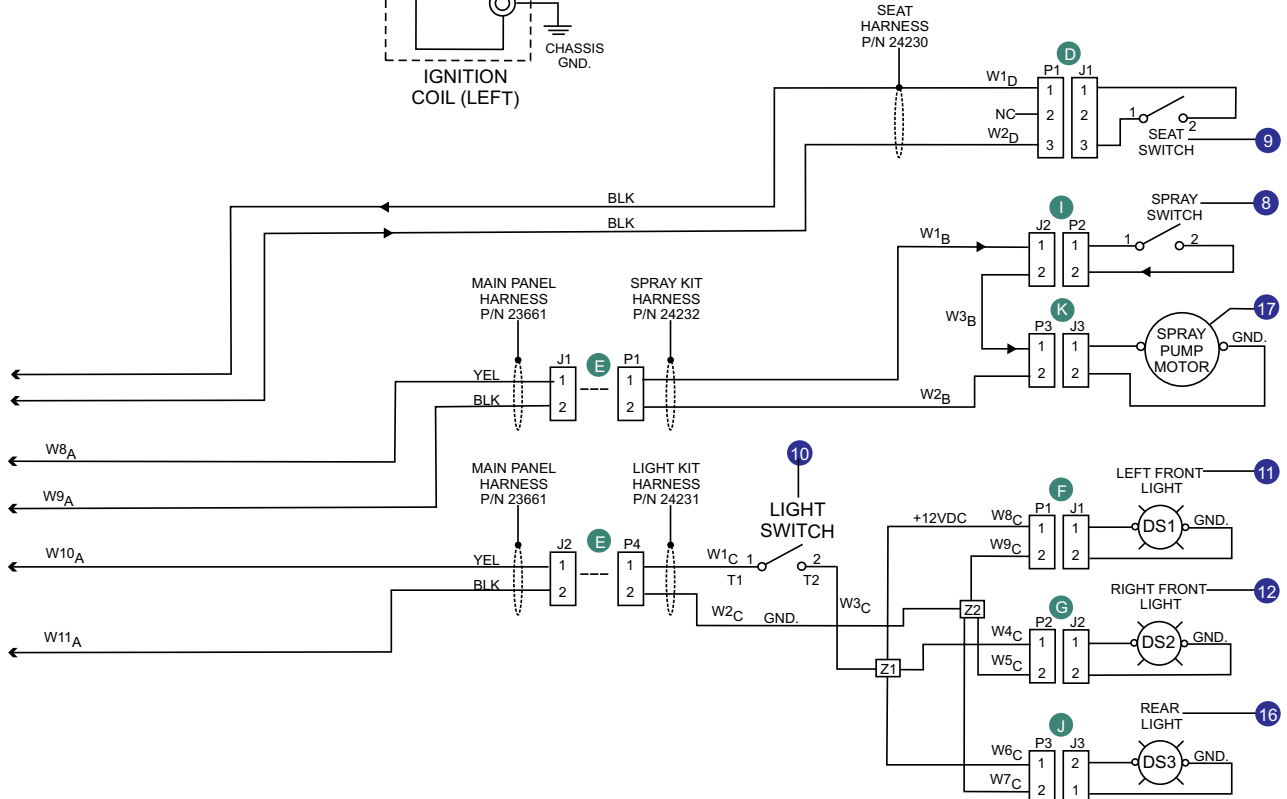 CHASSIS
GND.
IGNITION
COIL (LEFT)
SEAT
HARNESS
P/N 24230
D
W1D P1 J1
1 1
NC 2 2
W2D 3 3
1 2
SEAT
SWITCH
9
BLK
BLK
I
SPRAY
SWITCH
8
J2 P2
W1B 1 1
2 2
1 2
W3B
K
P3 J3
1 1
2 2
SPRAY
PUMP
MOTOR
GND.
17
W2B
MAIN PANEL
HARNESS
P/N 23661
SPRAY KIT
HARNESS
P/N 24232
J1 E P1
YEL 1 1
BLK 2 2
W8A
W9A
MAIN PANEL
HARNESS
P/N 23661
LIGHT KIT
HARNESS
P/N 24231
10
LIGHT
SWITCH
J2 E P4
YEL 1 1
BLK 2 2
W10A
W11A
W1C 1 2
T1 T2
W2C GND.
W3C
Z1
Z2
+12VDC
F
LEFT FRONT
LIGHT
11
P1 J1
W8C 1 1
W9C 2 2
DS1 GND.
G
RIGHT FRONT
LIGHT
12
P2 J2
W4C 1 1
W5C 2 2
DS2 GND.
J
REAR
LIGHT
16
P3 J3
W6C 1 2
W7C 2 1
DS3 GND.